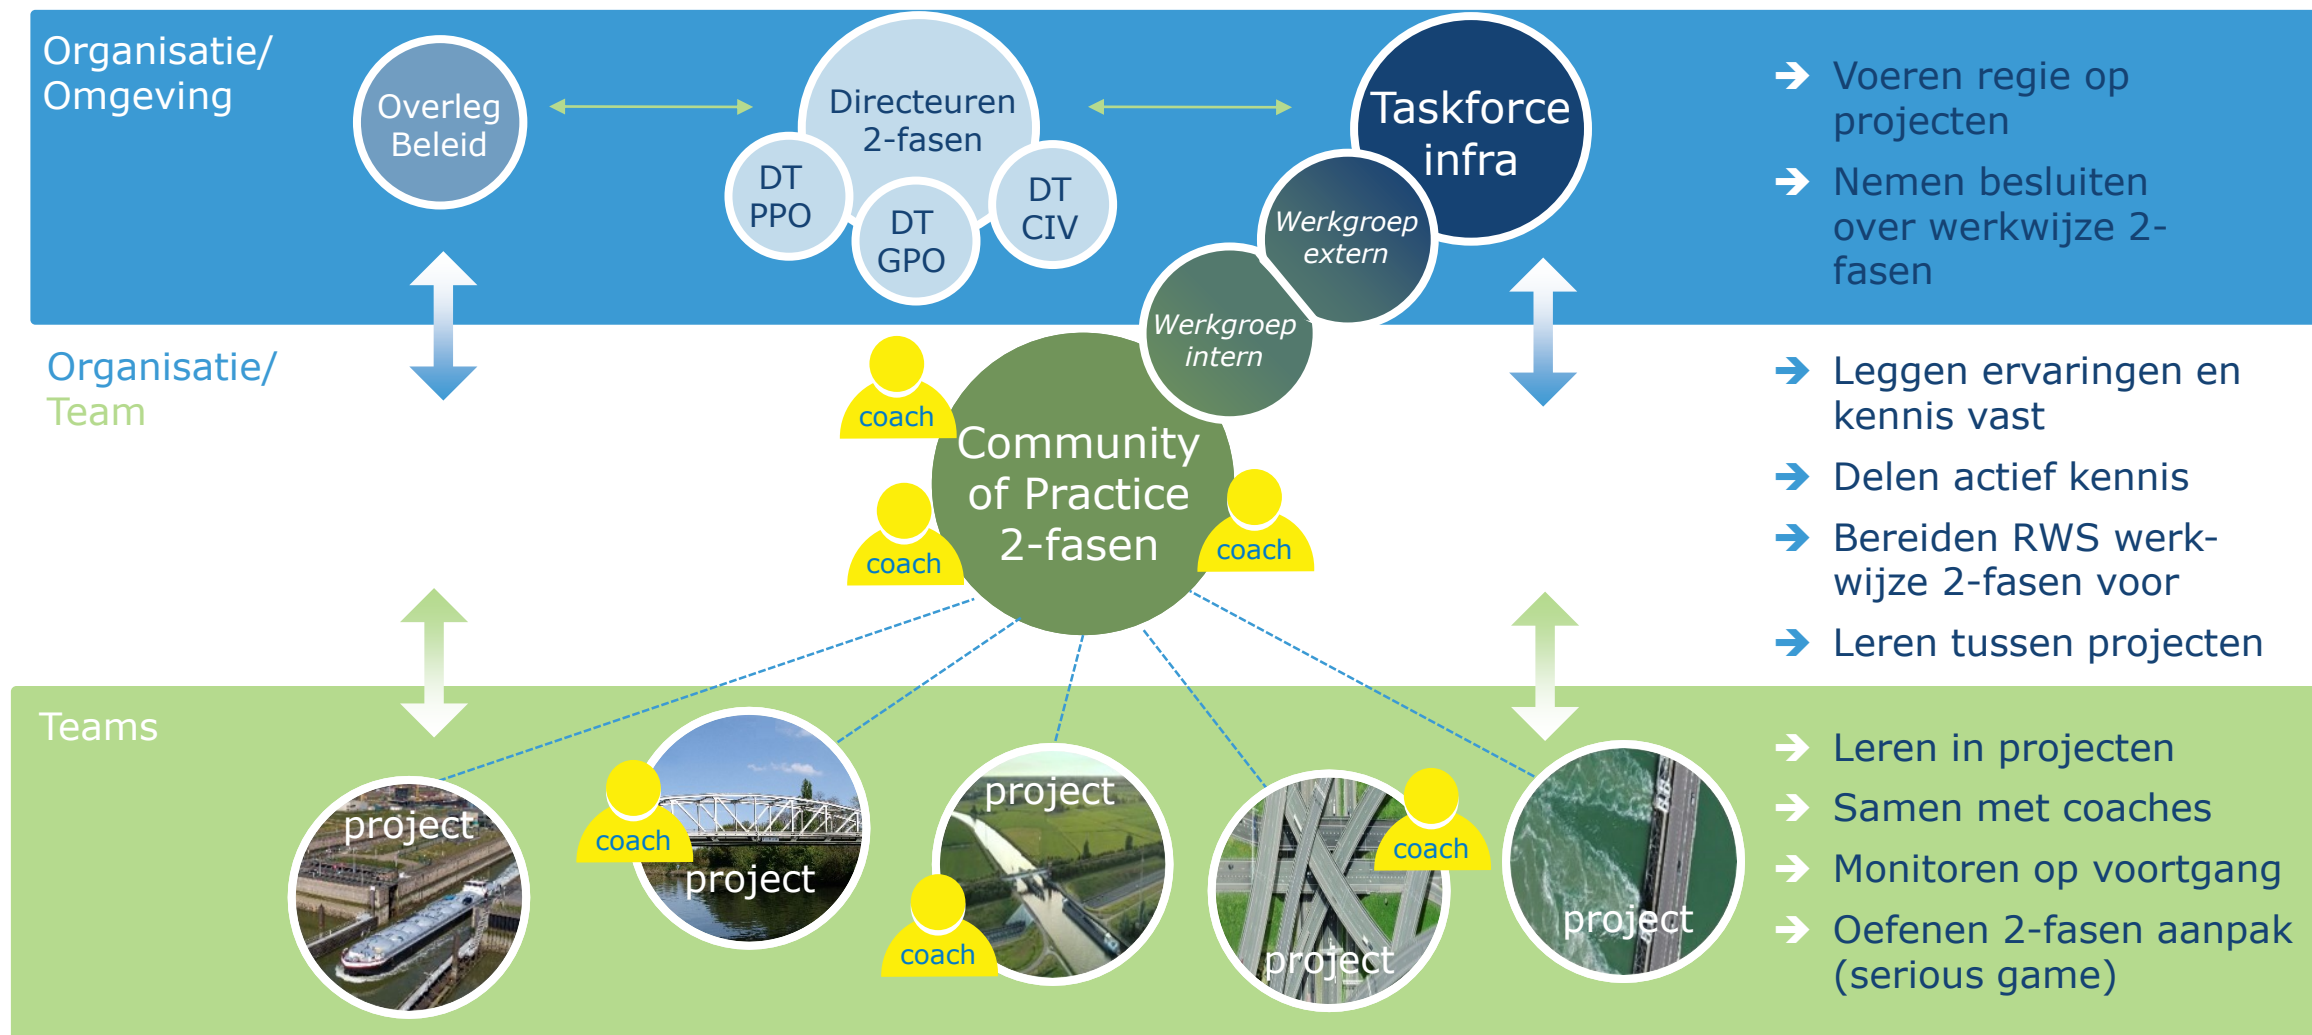 Organisatie/
Omgeving
Overleg
Beleid
Directeuren
2-fasen
DT
PPO
DT
GPO
DT
CIV
Taskforce
infra
Werkgroep
extern
Werkgroep
intern
Voeren regie op
projecten
Nemen besluiten
over werkwijze 2-
fasen
Organisatie/
Team
coach
coach
coach
Community
of Practice
2-fasen
Leggen ervaringen en
kennis vast
Delen actief kennis
Bereiden RWS werk-
wijze 2-fasen voor
Leren tussen projecten
Teams
project
coach
project
project
coach
coach
project
project
Leren in projecten
Samen met coaches
Monitoren op voortgang
Oefenen 2-fasen aanpak
(serious game)